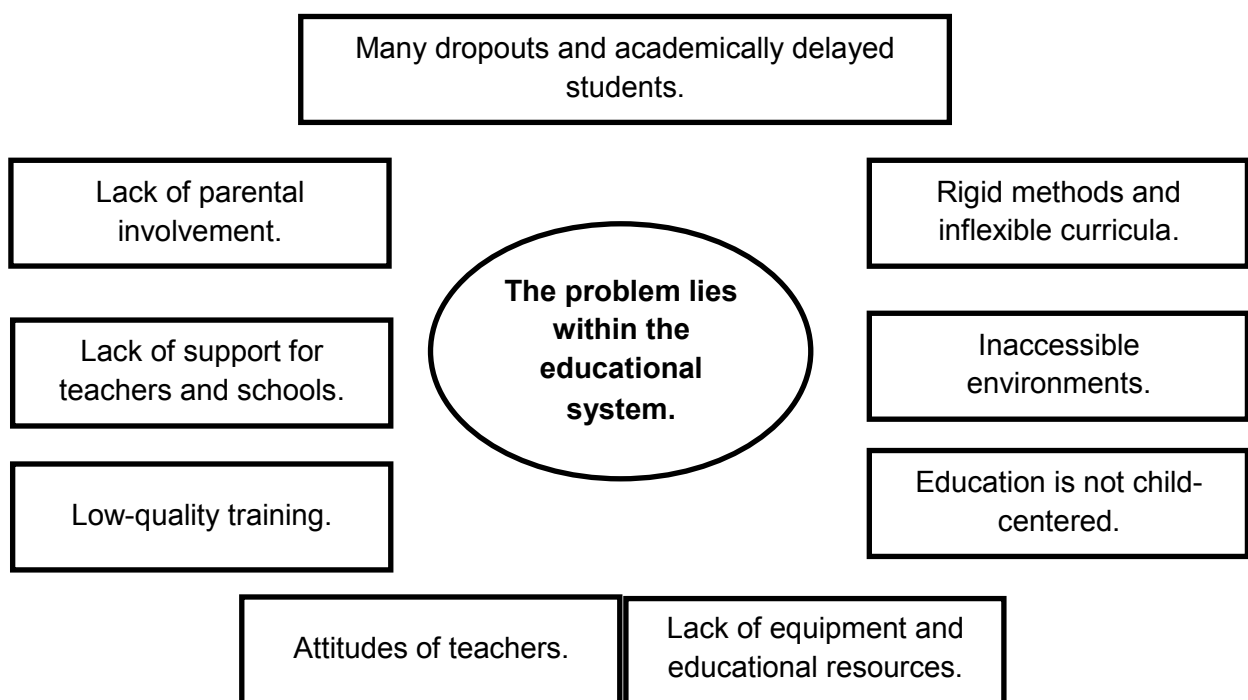 Many dropouts and academically delayed
students.
Lack of parental
involvement.
Rigid methods and
inflexible curricula.
The problem lies
within the
educational
system.
Lack of support for
teachers and schools.
Inaccessible
environments.
Low-quality training.
Education is not child-
centered.
Attitudes of teachers.
Lack of equipment and
educational resources.